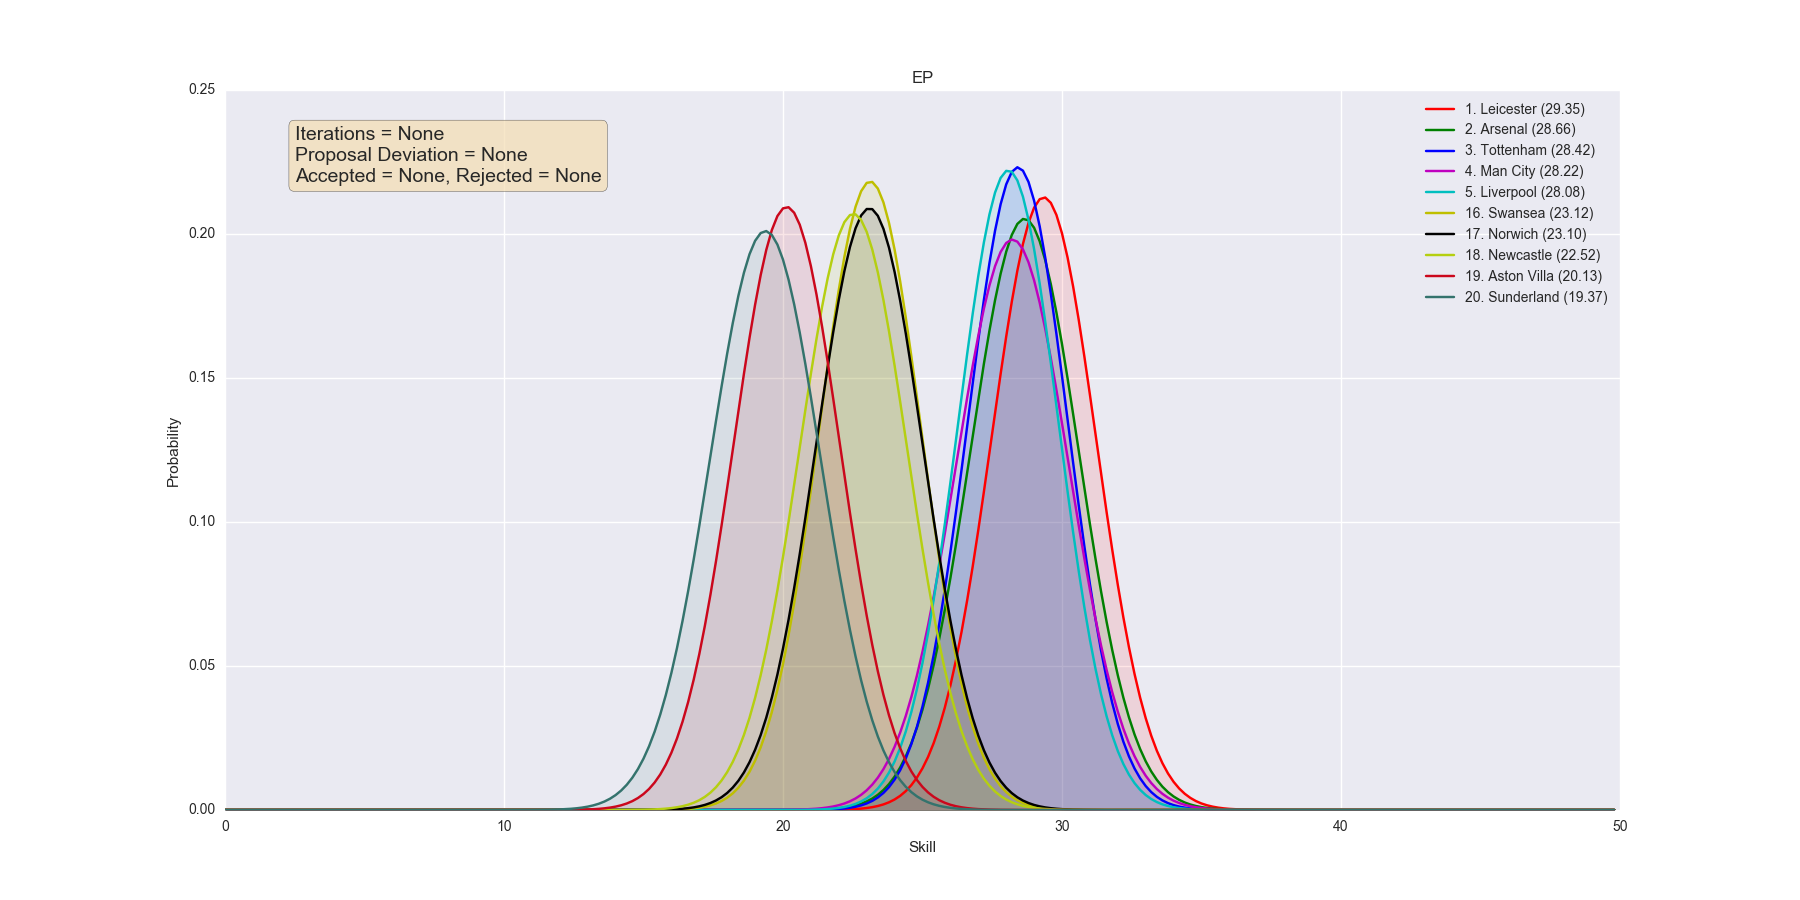 EP
0.25
0.20
0.15
0.10
0.05
0.00
Probability
Iterations = None
Proposal Deviation = None
Accepted = None, Rejected = None
1. Leicester (29.35)
2. Arsenal (28.66)
3. Tottenham (28.42)
4. Man City (28.22)
5. Liverpool (28.08)
16. Swansea (23.12)
17. Norwich (23.10)
18. Newcastle (22.52)
19. Aston Villa (20.13)
20. Sunderland (19.37)
0 10 20 30 40 50
Skill